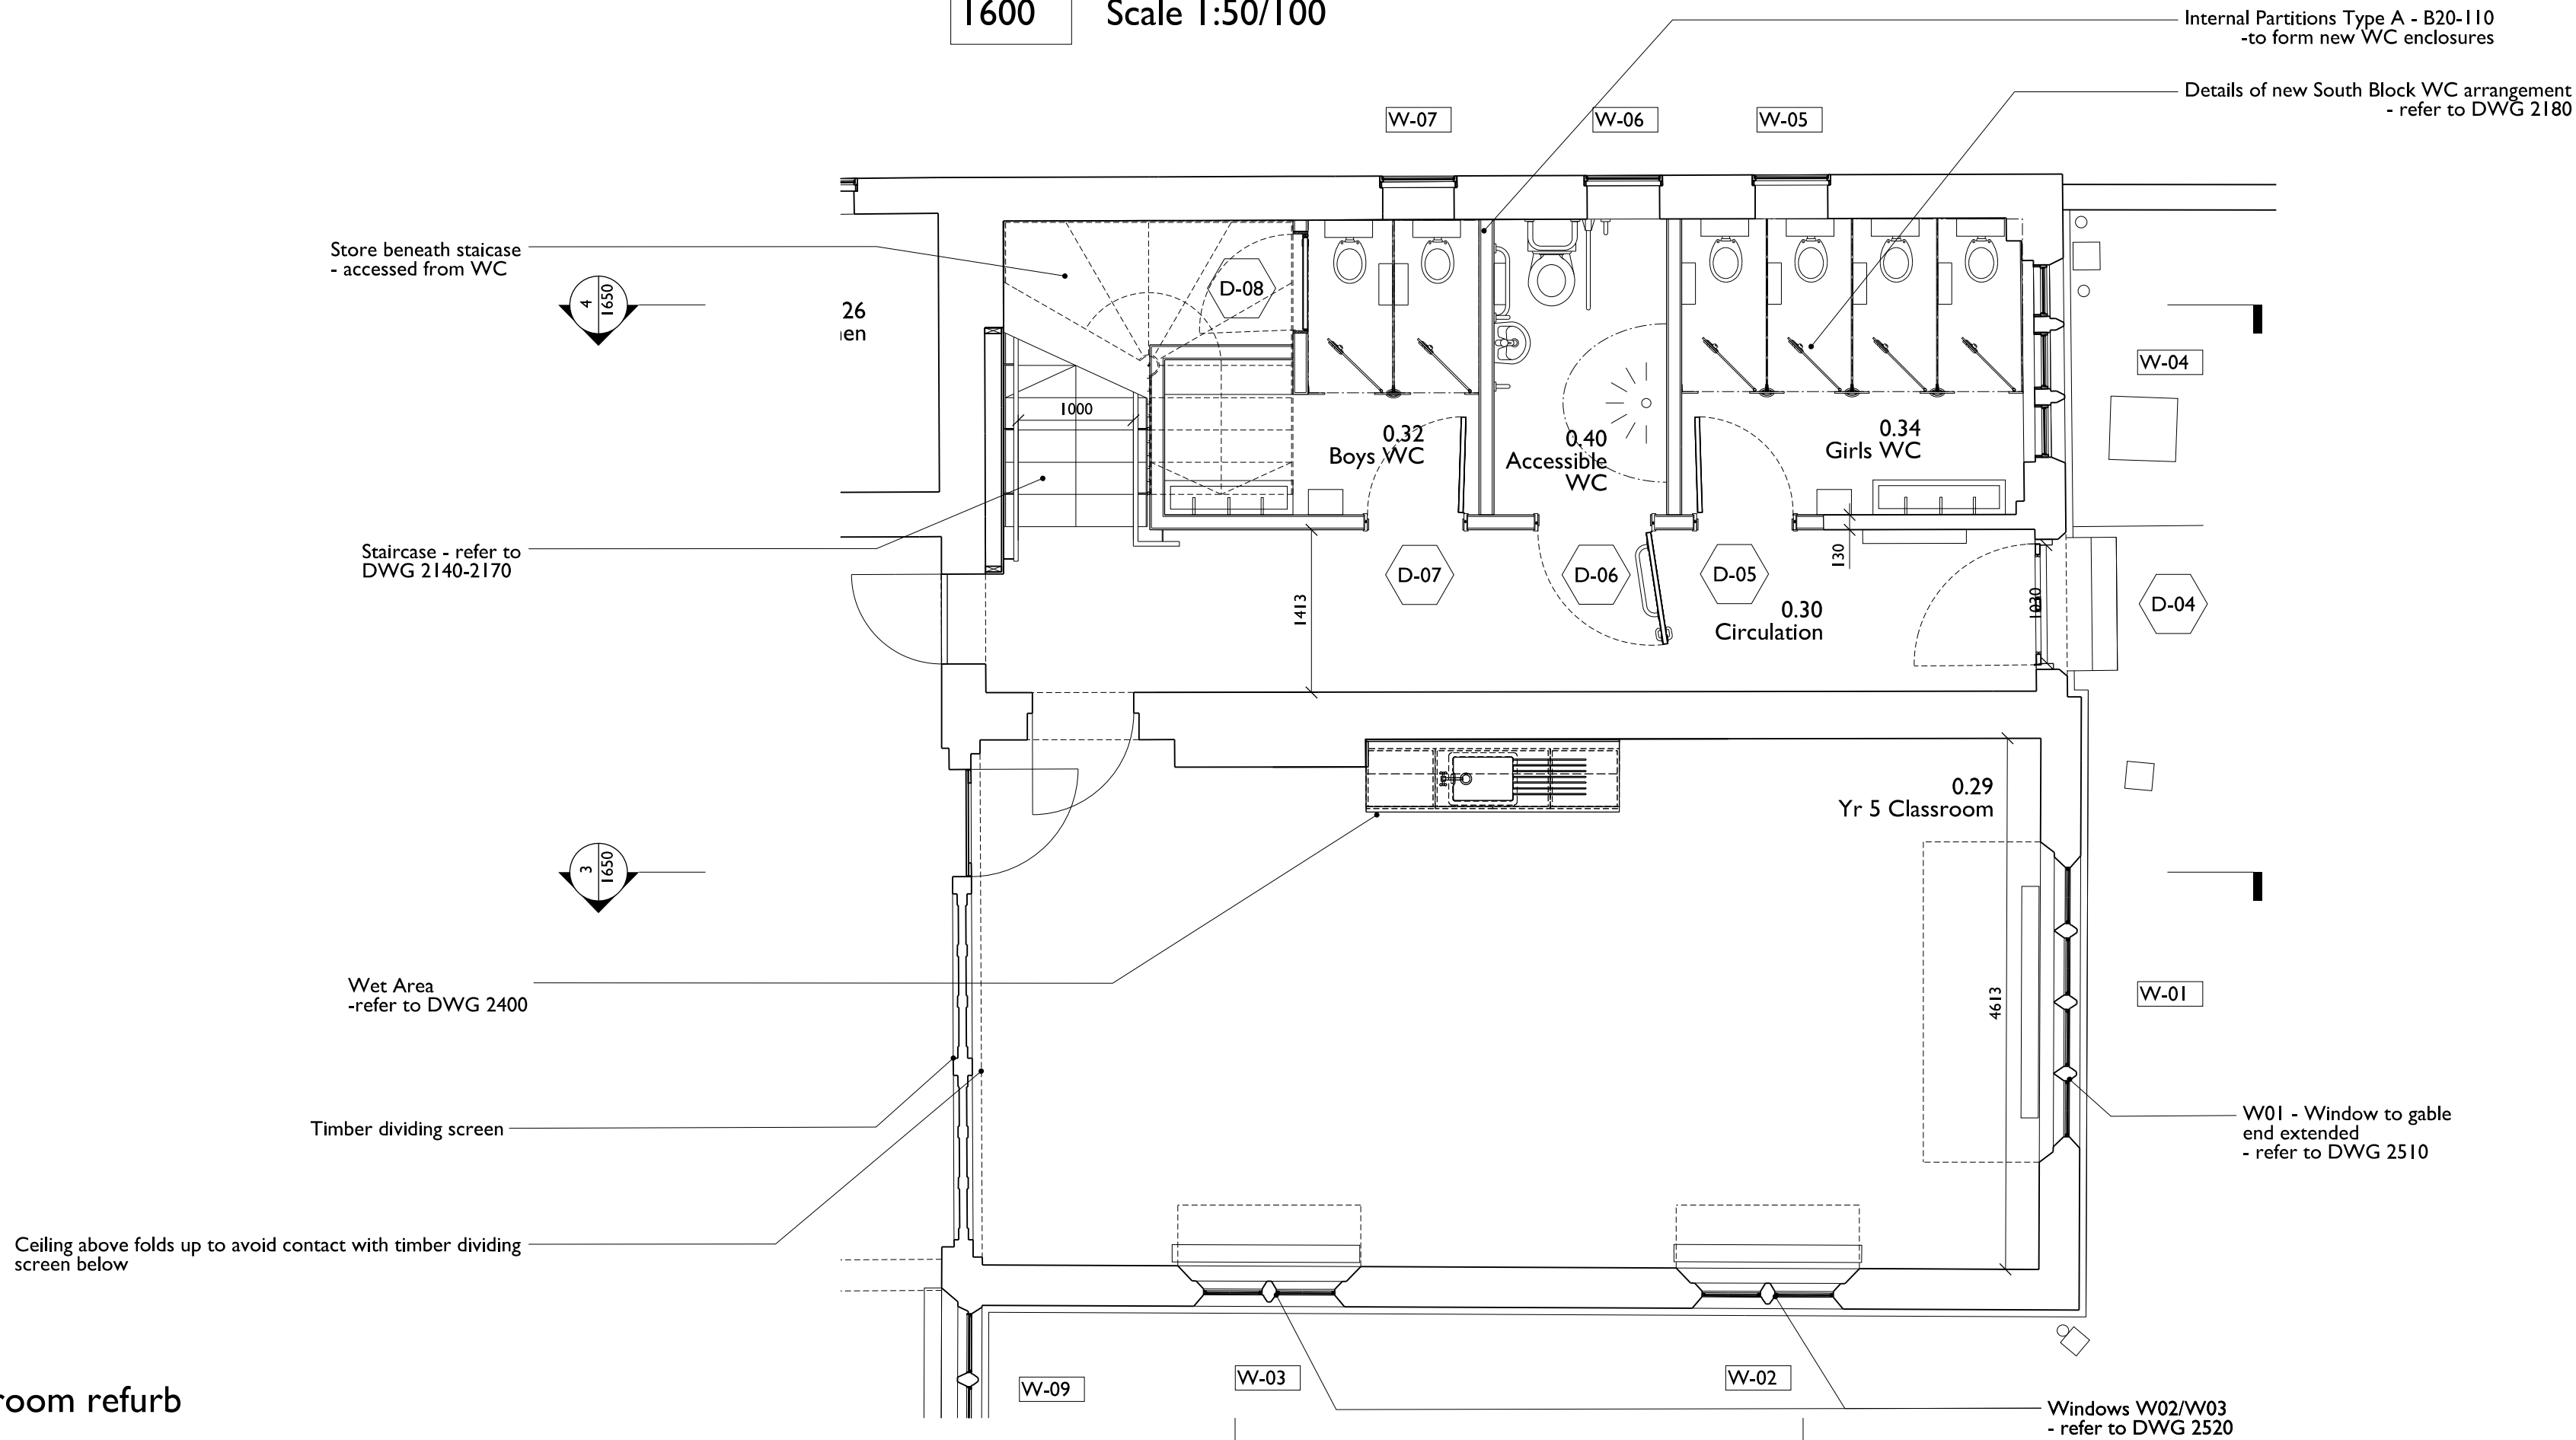 1600
Scale 1:50/100
Internal Partitions Type A - B20-110
-to form new WC enclosures
Details of new South Block WC arrangement
- refer to DWG 2180
W-07
W-06
W-05
Store beneath staicase
- accessed from WC
4
1650
26
D-08
W-04
1000
0.32
Boys WC
0.40
Accessible
WC
0.34
Girls WC
Staircase - refer to
DWG 2140-2170
130
D-07
D-06
D-05
1413
0.30
Circulation
1030
D-04
0.29
Yr 5 Classroom
3
1650
Wet Area
-refer to DWG 2400
4613
W-01
Timber dividing screen
W01 - Window to gable
end extended
- refer to DWG 2510
Ceiling above folds up to avoid contact with timber dividing
screen below
W-09
W-03
W-02
room refurb
Windows W02/W03
- refer to DWG 2520